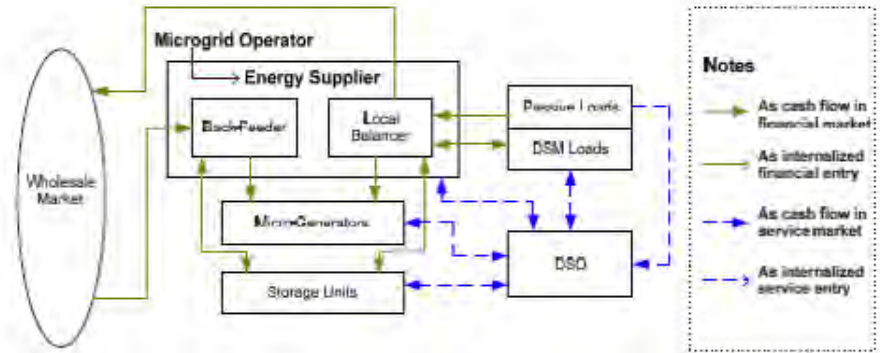 Microgrid Operator
Energy Supplier
Back-Feeder
Local
Balancer
Passive Loads
DSM Loads
Wholesale
Market
Micro-Generators
Storage Units
DSO
Notes
As cash flow in
financial market
As internalized
financial entry
As cash flow in
service market
As internalized
service entry